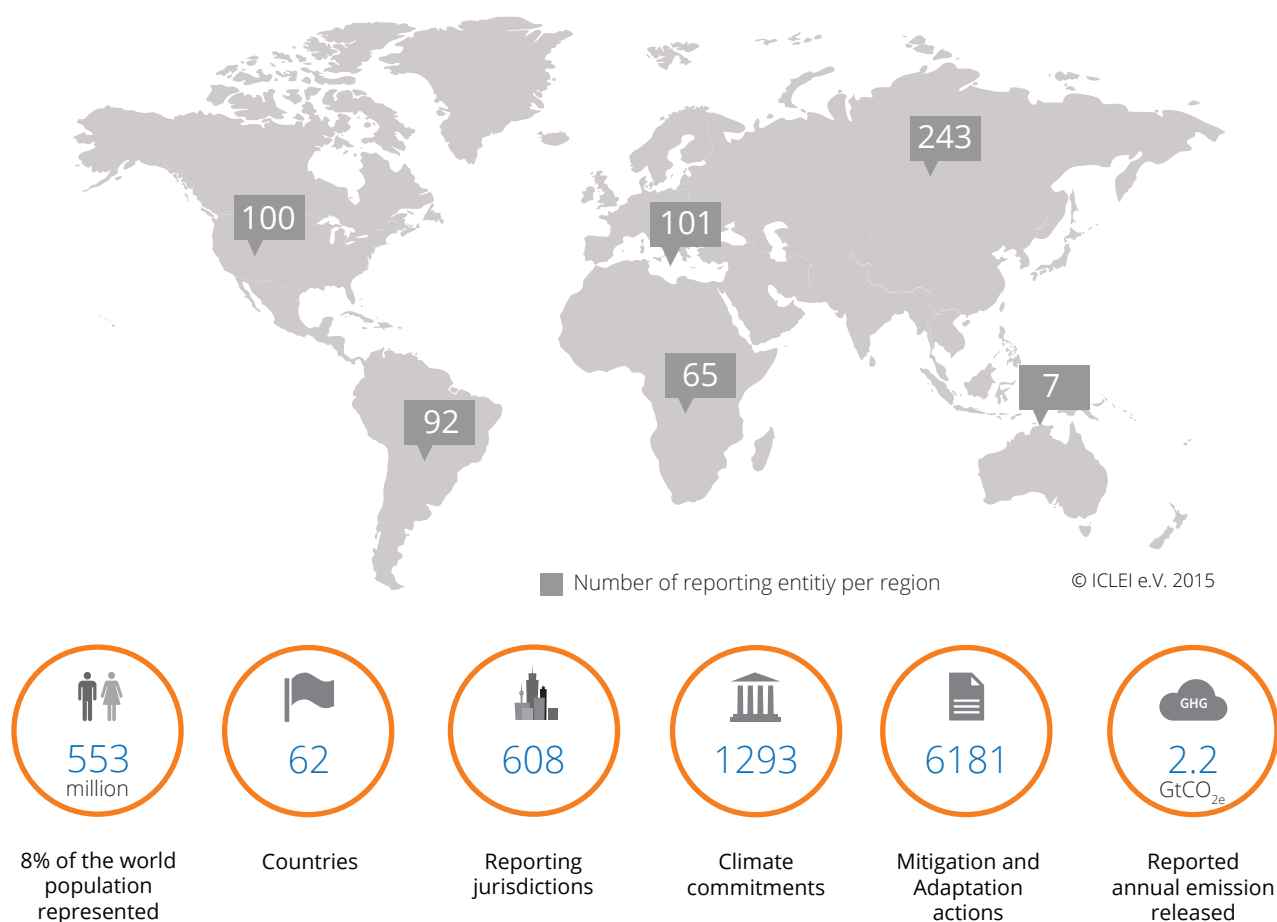 243
100
101
65
7
92
Number of reporting entitiy per region
© ICLEI e.V. 2015
553
million
8% of the world
population
represented
62
Countries
608
Reporting
jurisdictions
1293
Climate
commitments
6181
Mitigation and
Adaptation
actions
GHG
2.2
GtCO2e
Reported
annual emission
released